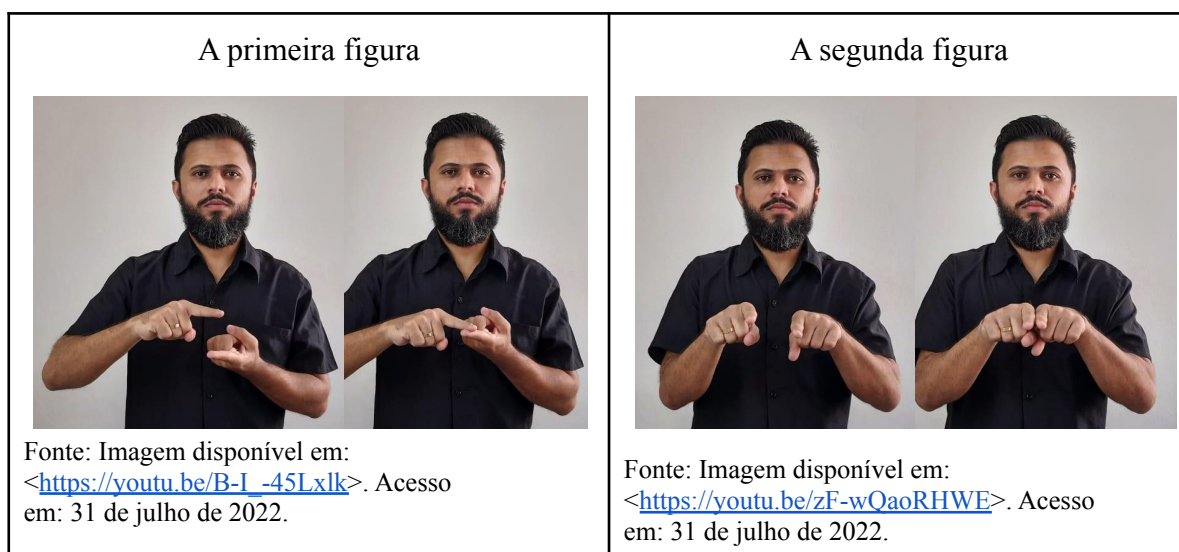 A primeira figura
Fonte: Imagem disponível em:
<https://youtu.be/B-I_-45Lxlk>. Acesso
em: 31 de julho de 2022.
A segunda figura
Fonte: Imagem disponível em:
<https://youtu.be/zF-wQaoRHWE>. Acesso
em: 31 de julho de 2022.